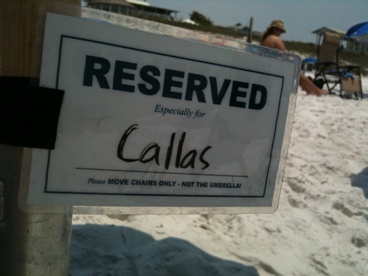 RESERVED
Especially for
Callas
Please MOVE CHAIRS ONLY - NOT THE UMBRELLA!